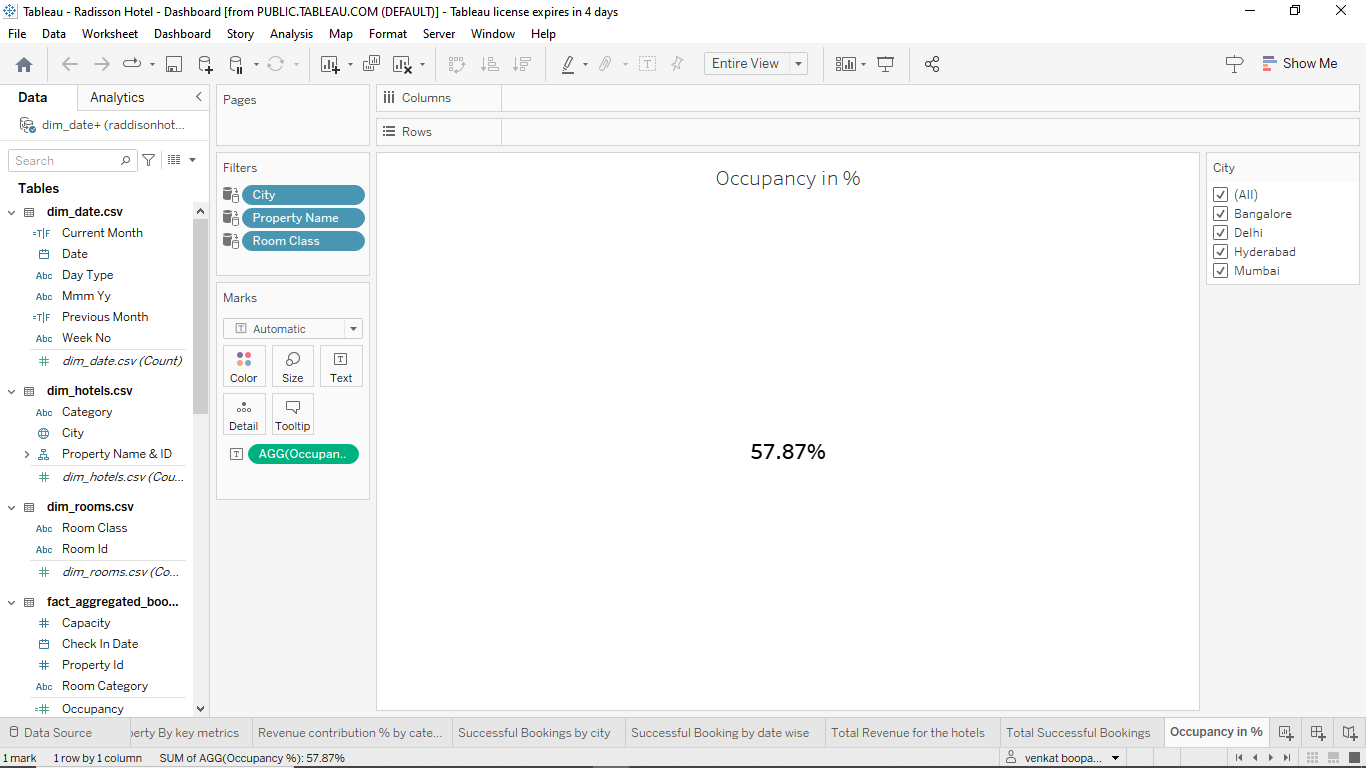 Tableau - Radisson Hotel - Dashboard [from PUBLIC.TABLEAU.COM (DEFAULT)] - Tableau license expires in 4 days
File Data Worksheet Dashboard Story Analysis Map Format Server Window Help
Entire View
Show Me
Data Analytics
dim_date+ (raddisonhot...
Search
Tables
dim_date.csv
=T|F Current Month
Date
Abc Day Type
Abc Mmm Yy
=T|F Previous Month
Abc Week No
dim_date.csv (Count)
dim_hotels.csv
Abc Category
City
Property Name & ID
dim_hotels.csv (Cou...
dim_rooms.csv
Abc Room Class
Abc Room Id
dim_rooms.csv (Co...
fact_aggregated_boo...
Capacity
Check In Date
Property Id
Abc Room Category
Occupancy
Pages
Filters
City
Property Name
Room Class
Marks
T Automatic
Color Size Text
Detail Tooltip
T AGG(Occupan..
Columns
Rows
Occupancy in %
57.87%
City
(All)
Bangalore
Delhi
Hyderabad
Mumbai
Data Source perty By key metrics Revenue contribution % by cate... Successful Bookings by city Successful Booking by date wise Total Revenue for the hotels Total Successful Bookings Occupancy in %
1 mark 1 row by 1 column SUM of AGG(Occupancy %): 57.87% venkat boopa...